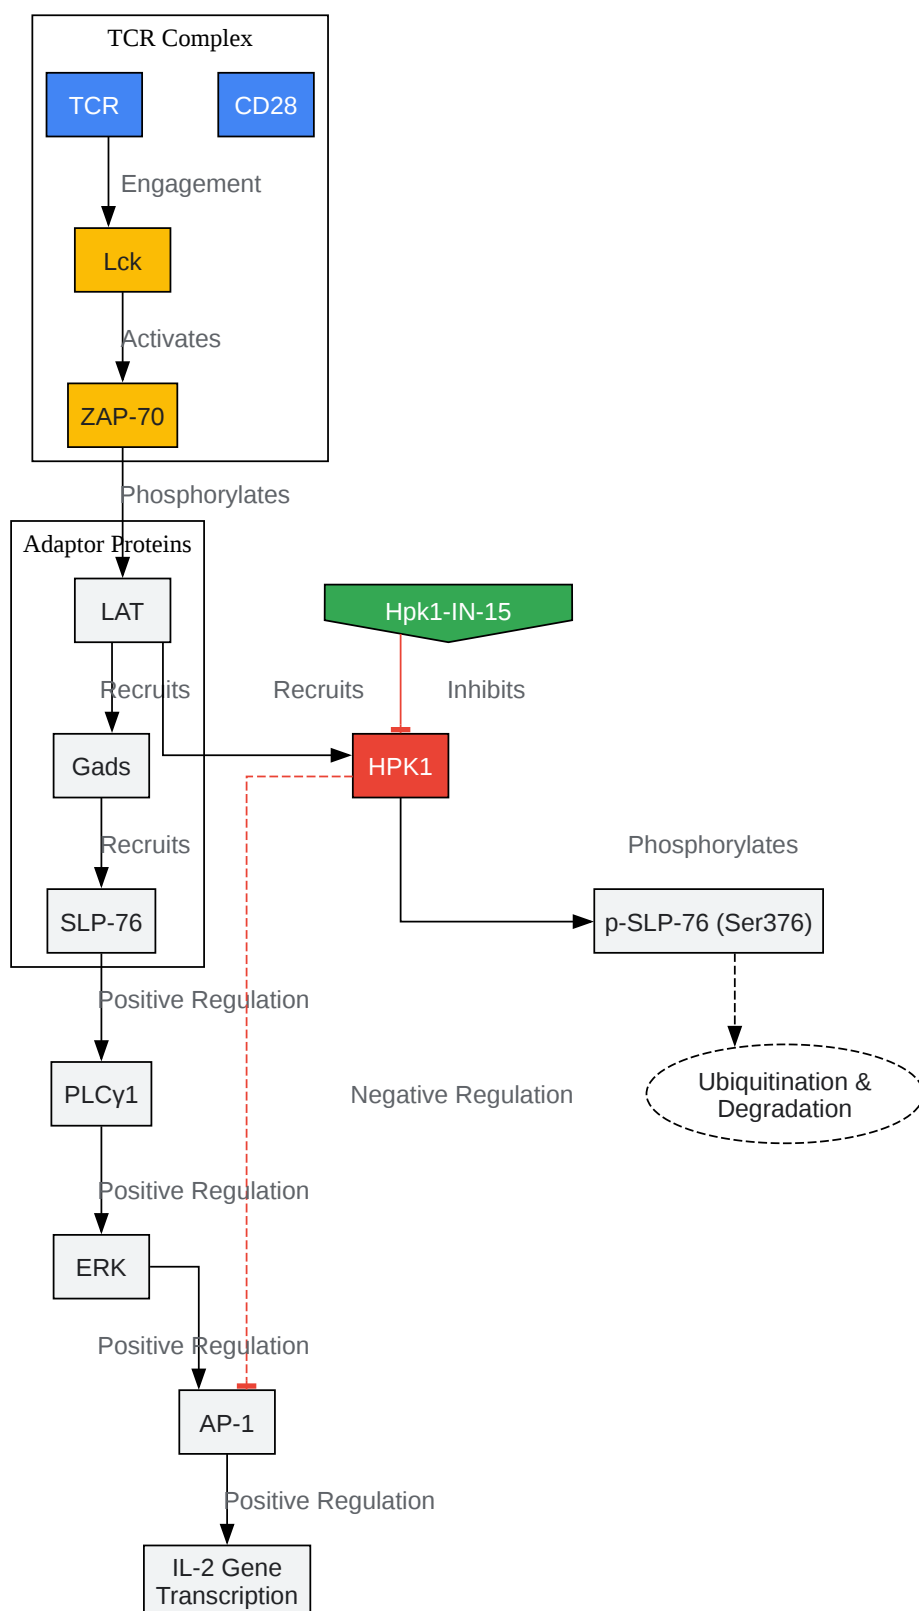 TCR Complex
TCR
CD28
Engagement
Lck
Activates
ZAP-70
Phosphorylates
Adaptor Proteins
LAT
Hpk1-IN-15
Recruits
Recruits
Inhibits
Gads
HPK1
Recruits
Phosphorylates
SLP-76
p-SLP-76 (Ser376)
Positive Regulation
PLCγ1
Negative Regulation
Ubiquitination &
Degradation
Positive Regulation
ERK
Positive Regulation
AP-1
Positive Regulation
IL-2 Gene
Transcription